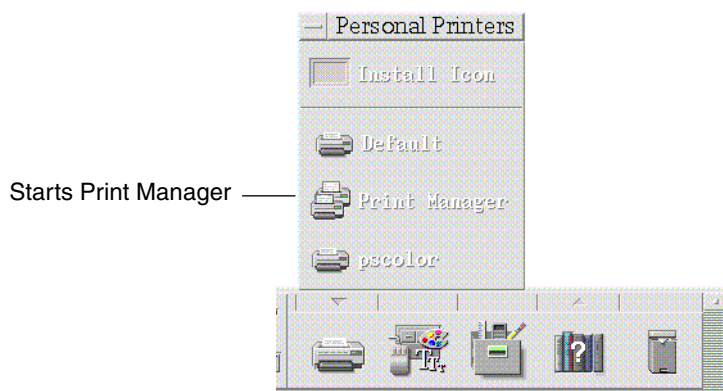 Personal Printers
Install Icon
Default
Starts Print Manager
Print Manager
pscolor
?